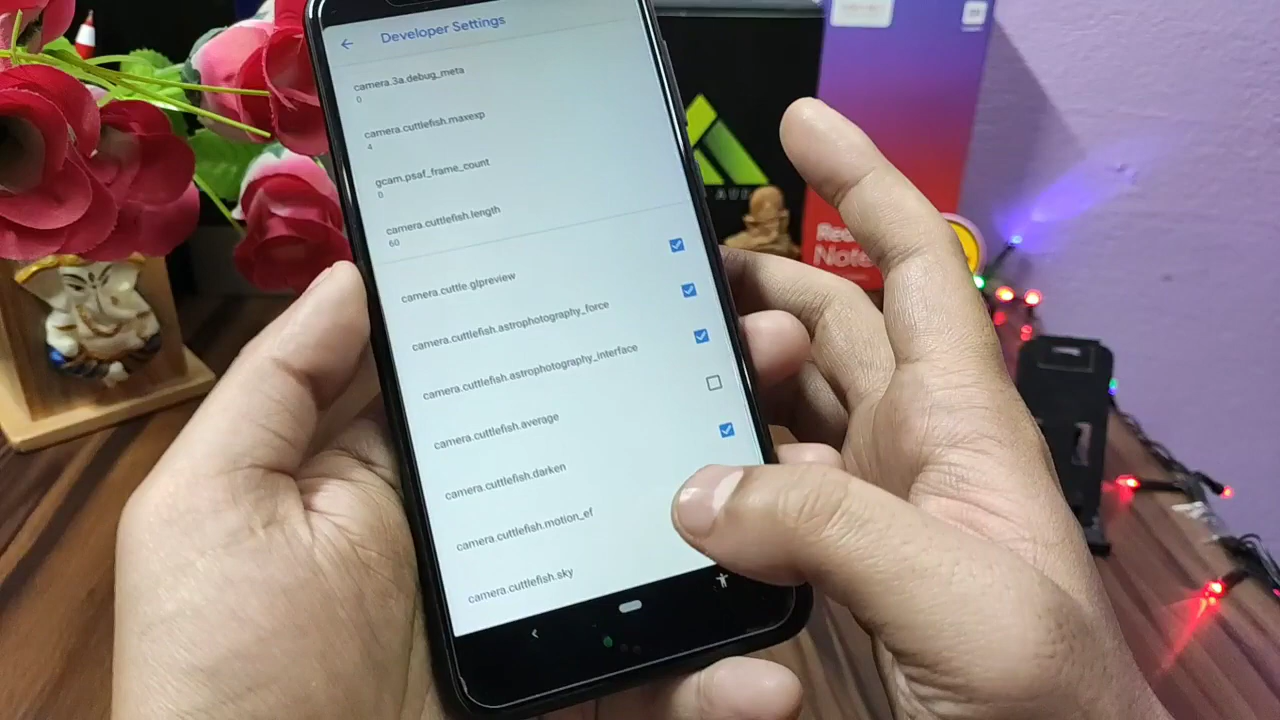 Developer Settings
camera.3a.debug_meta
0
camera.cuttlefish.maxexp
4
gcam.psaf_frame_count
0
camera.cuttlefish.length
60
camera.cuttle.glpreview
camera.cuttlefish.astrophotography_force
camera.cuttlefish.astrophotography_interface
camera.cuttlefish.average
camera.cuttlefish.darken
camera.cuttlefish.motion_ef
camera.cuttlefish.sky
Note